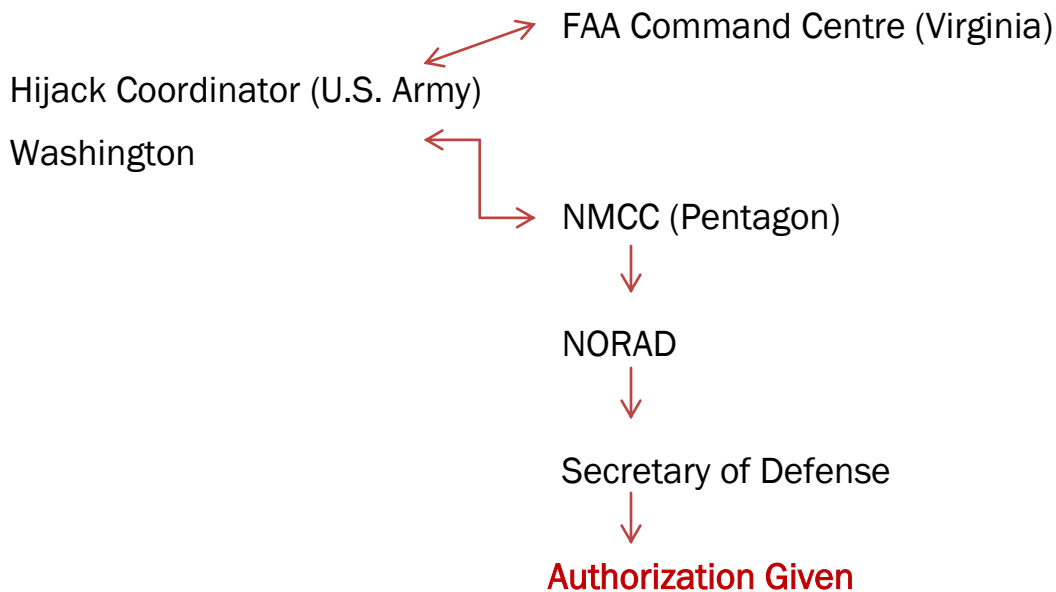 FAA Command Centre (Virginia)
Hijack Coordinator (U.S. Army)
Washington
NMCC (Pentagon)
NORAD
Secretary of Defense
Authorization Given